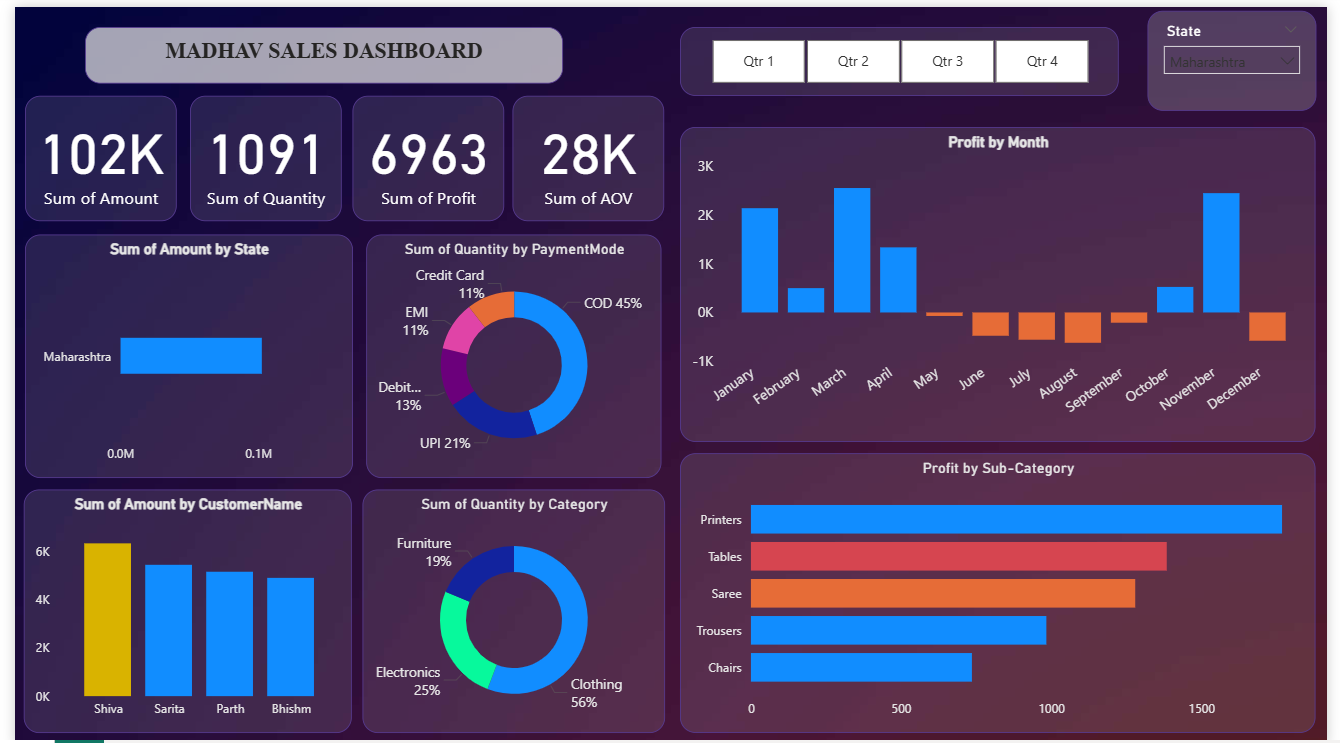 MADHAV SALES DASHBOARD
Qtr 1
Qtr 2
Qtr 3
Qtr 4
State
Maharashtra
102K
Sum of Amount
1091
Sum of Quantity
6963
Sum of Profit
28K
Sum of AOV
Profit by Month
3K
2K
1K
0K
-1K
January
February
March
April
May
June
July
August
September
October
November
December
Sum of Amount by State
Maharashtra
0.0M
0.1M
Sum of Quantity by PaymentMode
Credit Card
11%
COD 45%
EMI
11%
Debit...
13%
UPI 21%
Profit by Sub-Category
Printers
Tables
Saree
Trousers
Chairs
0
500
1000
1500
Sum of Amount by CustomerName
6K
4K
2K
0K
Shiva
Sarita
Parth
Bhishm
Sum of Quantity by Category
Furniture
19%
Electronics
25%
Clothing
56%